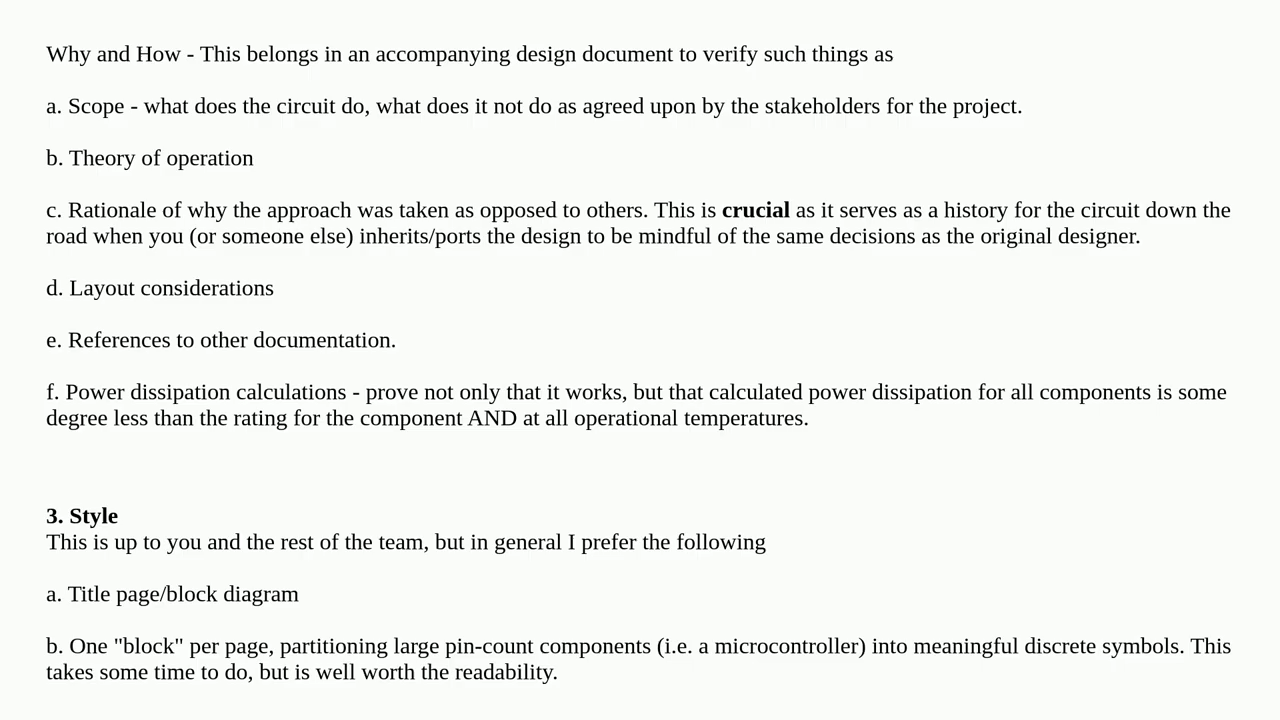 Why and How - This belongs in an accompanying design document to verify such things as
a. Scope - what does the circuit do, what does it not do as agreed upon by the stakeholders for the project.
b. Theory of operation
c. Rationale of why the approach was taken as opposed to others. This is crucial as it serves as a history for the circuit down the
road when you (or someone else) inherits/ports the design to be mindful of the same decisions as the original designer.
d. Layout considerations
e. References to other documentation.
f. Power dissipation calculations - prove not only that it works, but that calculated power dissipation for all components is some
degree less than the rating for the component AND at all operational temperatures.
3. Style
This is up to you and the rest of the team, but in general I prefer the following
a. Title page/block diagram
b. One "block" per page, partitioning large pin-count components (i.e. a microcontroller) into meaningful discrete symbols. This
takes some time to do, but is well worth the readability.